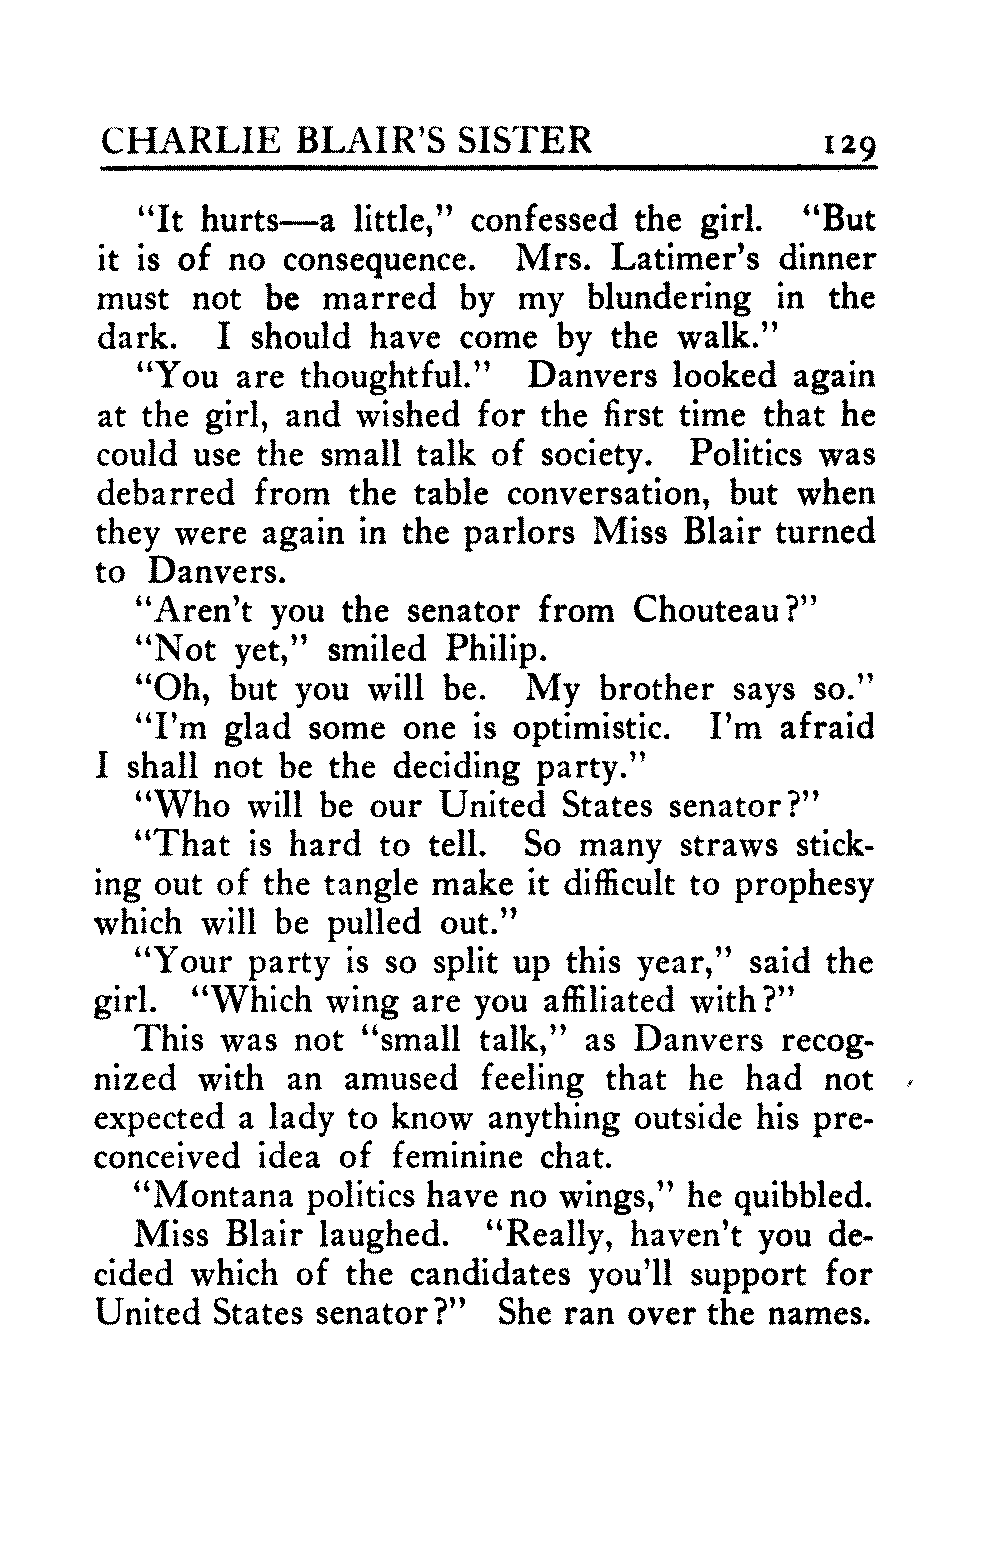 CHARLIE BLAIR'S SISTER 129
"It hurts—a little," confessed the girl. "But
it is of no consequence. Mrs. Latimer's dinner
must not be marred by my blundering in the
dark. I should have come by the walk."
"You are thoughtful." Danvers looked again
at the girl, and wished for the first time that he
could use the small talk of society. Politics was
debarred from the table conversation, but when
they were again in the parlors Miss Blair turned
to Danvers.
"Aren't you the senator from Chouteau?"
"Not yet," smiled Philip.
"Oh, but you will be. My brother says so."
"I'm glad some one is optimistic. I'm afraid
I shall not be the deciding party."
"Who will be our United States senator?"
"That is hard to tell. So many straws stick-
ing out of the tangle make it difficult to prophesy
which will be pulled out."
"Your party is so split up this year," said the
girl. "Which wing are you affiliated with?"
This was not "small talk," as Danvers recog-
nized with an amused feeling that he had not
expected a lady to know anything outside his pre-
conceived idea of feminine chat.
"Montana politics have no wings," he quibbled.
Miss Blair laughed. "Really, haven't you de-
cided which of the candidates you'll support for
United States senator?" She ran over the names.